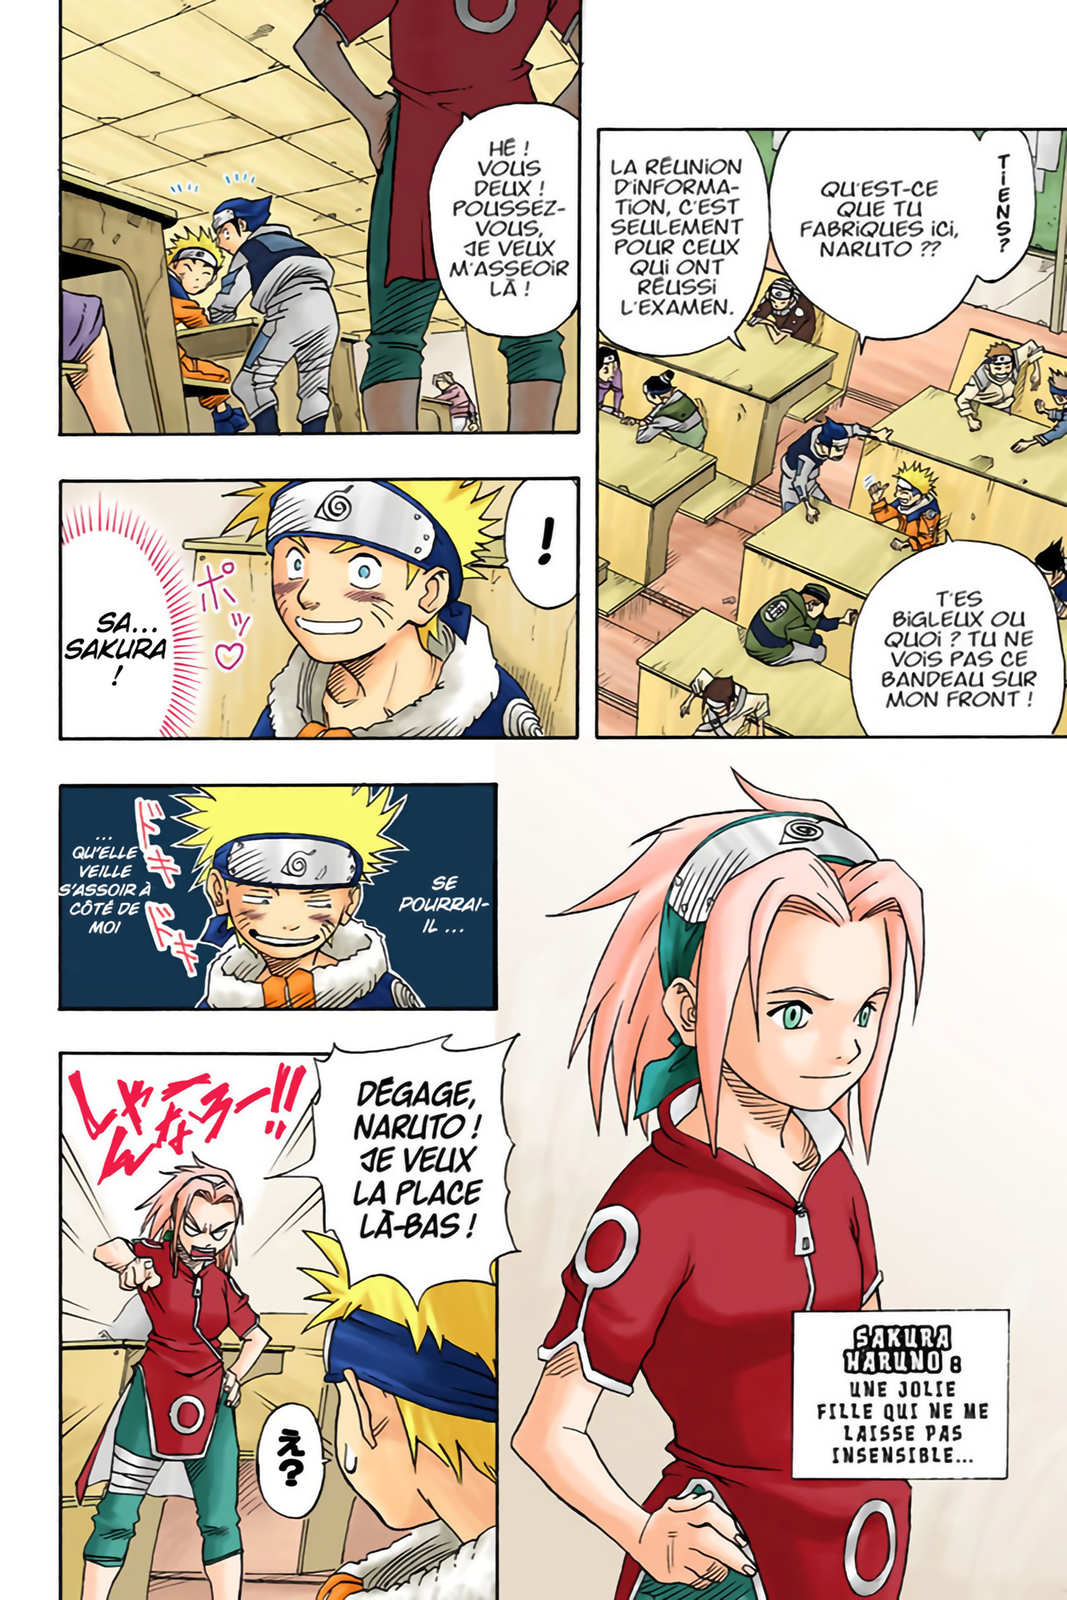 TIENS?
QU'EST-CE
QUE TU
FABRIQUES ICI,
NARUTO ??
LA RÉUNION
D'INFORMA-
TION, C'EST
SEULEMENT
POUR CEUX
QUI ONT
RÉUSSI
L'EXAMEN.
T'ES
BIGLEUX OU
QUOI ? TU NE
VOIS PAS CE
BANDEAU SUR
MON FRONT !
HÉ !
VOUS
DEUX !
POUSSEZ-
VOUS,
JE VEUX
M'ASSEOIR
LÀ !
!
ポッ♡
SA...
SAKURA
!
SAKURA
HARUNO :
UNE JOLIE
FILLE QUI NE ME
LAISSE PAS
INSENSIBLE...
SE
POURRAI-
IL ...
ドキ
ドキ
...
QU'ELLE
VEILLE
S'ASSOIR À
CÔTÉ DE
MOI
DÉGAGE,
NARUTO !
JE VEUX
LA PLACE
LÀ-BAS !
しゃーんなろー!!
え?